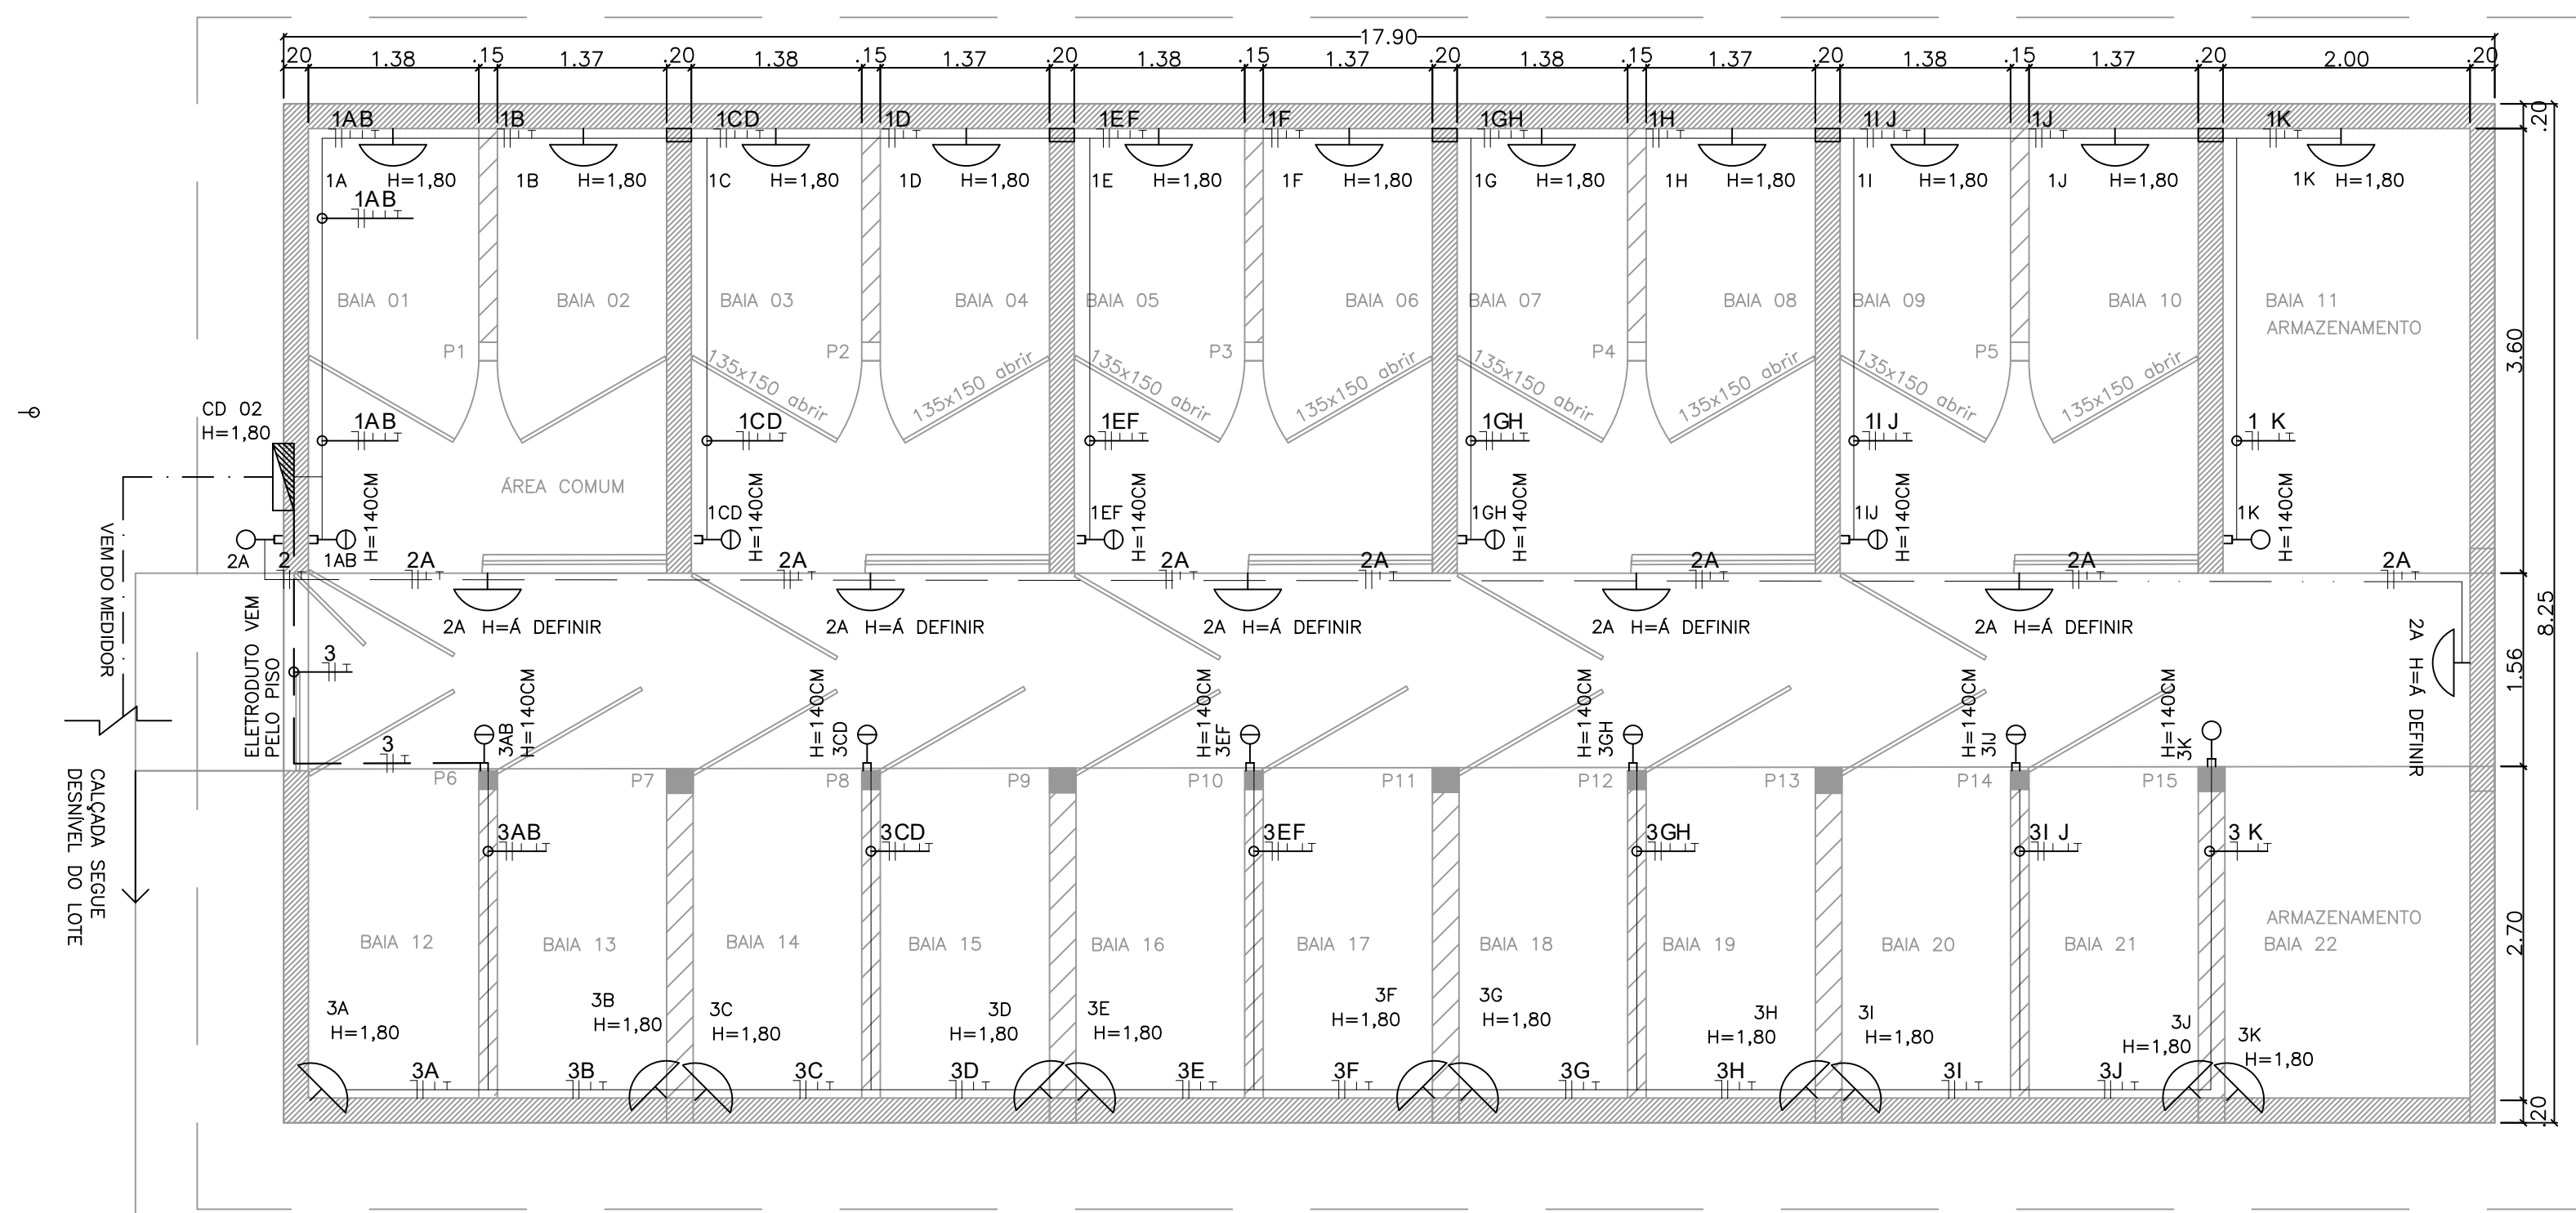 17.90
.20 1.38 .15 1.37 .20 1.38 .15 1.37 .20 1.38 .15 1.37 .20 1.38 .15 1.37 .20 1.38 .15 1.37 .20 2.00 .20
1AB 1B 1CD 1D 1EF 1F 1GH 1H 1I J 1J 1K
.20
1A H=1,80 1B H=1,80 1C H=1,80 1D H=1,80 1E H=1,80 1F H=1,80 1G H=1,80 1H H=1,80 1I H=1,80 1J H=1,80 1K H=1,80
1AB
BAIA 01 BAIA 02 BAIA 03 BAIA 04 BAIA 05 BAIA 06 BAIA 07 BAIA 08 BAIA 09 BAIA 10 BAIA 11
ARMAZENAMENTO
P1 P2 P3 P4 P5
3.60
135x150 abrir 135x150 abrir 135x150 abrir 135x150 abrir 135x150 abrir 135x150 abrir 135x150 abrir 135x150 abrir
CD 02
H=1,80
1AB 1CD 1EF 1GH 1I J 1 K
ÁREA COMUM
H=140CM H=140CM H=140CM H=140CM H=140CM H=140CM
1CD 1EF 1GH 1IJ 1K
2A 2 1AB
2A 2A 2A 2A 2A 2A 2A
VEM DO MEDIDOR
2A H=Á DEFINIR 2A H=Á DEFINIR 2A H=Á DEFINIR 2A H=Á DEFINIR 2A H=Á DEFINIR
2A H=Á DEFINIR
8.25
1.56
ELETRODUTO VEM
PELO PISO
3
3
3AB H=140CM
H=140CM 3CD
H=140CM 3EF
H=140CM 3GH
H=140CM 3IJ
H=140CM 3K
P6 P7 P8 P9 P10 P11 P12 P13 P14 P15
CALÇADA SEGUE
DESNÍVEL DO LOTE
3AB 3CD 3EF 3GH 3I J 3 K
ARMAZENAMENTO
BAIA 12 BAIA 13 BAIA 14 BAIA 15 BAIA 16 BAIA 17 BAIA 18 BAIA 19 BAIA 20 BAIA 21 BAIA 22
2.70
3A 3B 3C 3D 3E 3F 3G 3H 3I 3J 3K
H=1,80 H=1,80 H=1,80 H=1,80 H=1,80 H=1,80 H=1,80 H=1,80 H=1,80 H=1,80 H=1,80
3A 3B 3C 3D 3E 3F 3G 3H 3I 3J
.20